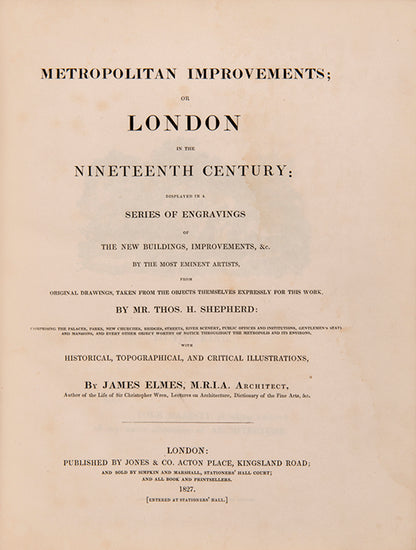 METROPOLITAN IMPROVEMENTS;
OR
LONDON
IN THE
NINETEENTH CENTURY:
DISPLAYED IN A
SERIES OF ENGRAVINGS
OF
THE NEW BUILDINGS, IMPROVEMENTS, &c.
BY THE MOST EMINENT ARTISTS,
FROM
ORIGINAL DRAWINGS, TAKEN FROM THE OBJECTS THEMSELVES EXPRESSLY FOR THIS WORK,
BY MR. THOS. H. SHEPHERD:
COMPRISING THE PALACES, PARKS, NEW CHURCHES, BRIDGES, STREETS, RIVER SCENERY, PUBLIC OFFICES AND INSTITUTIONS, GENTLEMEN'S SEATS
AND MANSIONS, AND EVERY OTHER OBJECT WORTHY OF NOTICE THROUGHOUT THE METROPOLIS AND ITS ENVIRONS,
WITH
HISTORICAL, TOPOGRAPHICAL, AND CRITICAL ILLUSTRATIONS,
BY JAMES ELMES, M.R.I.A. ARCHITECT,
Author of the Life of Sir Christopher Wren, Lectures on Architecture, Dictionary of the Fine Arts, &c.
LONDON:
PUBLISHED BY JONES & CO. ACTON PLACE, KINGSLAND ROAD;
AND SOLD BY SIMPKIN AND MARSHALL, STATIONERS' HALL COURT;
AND ALL BOOK AND PRINTSELLERS.
1827.
[ENTERED AT STATIONERS' HALL.]